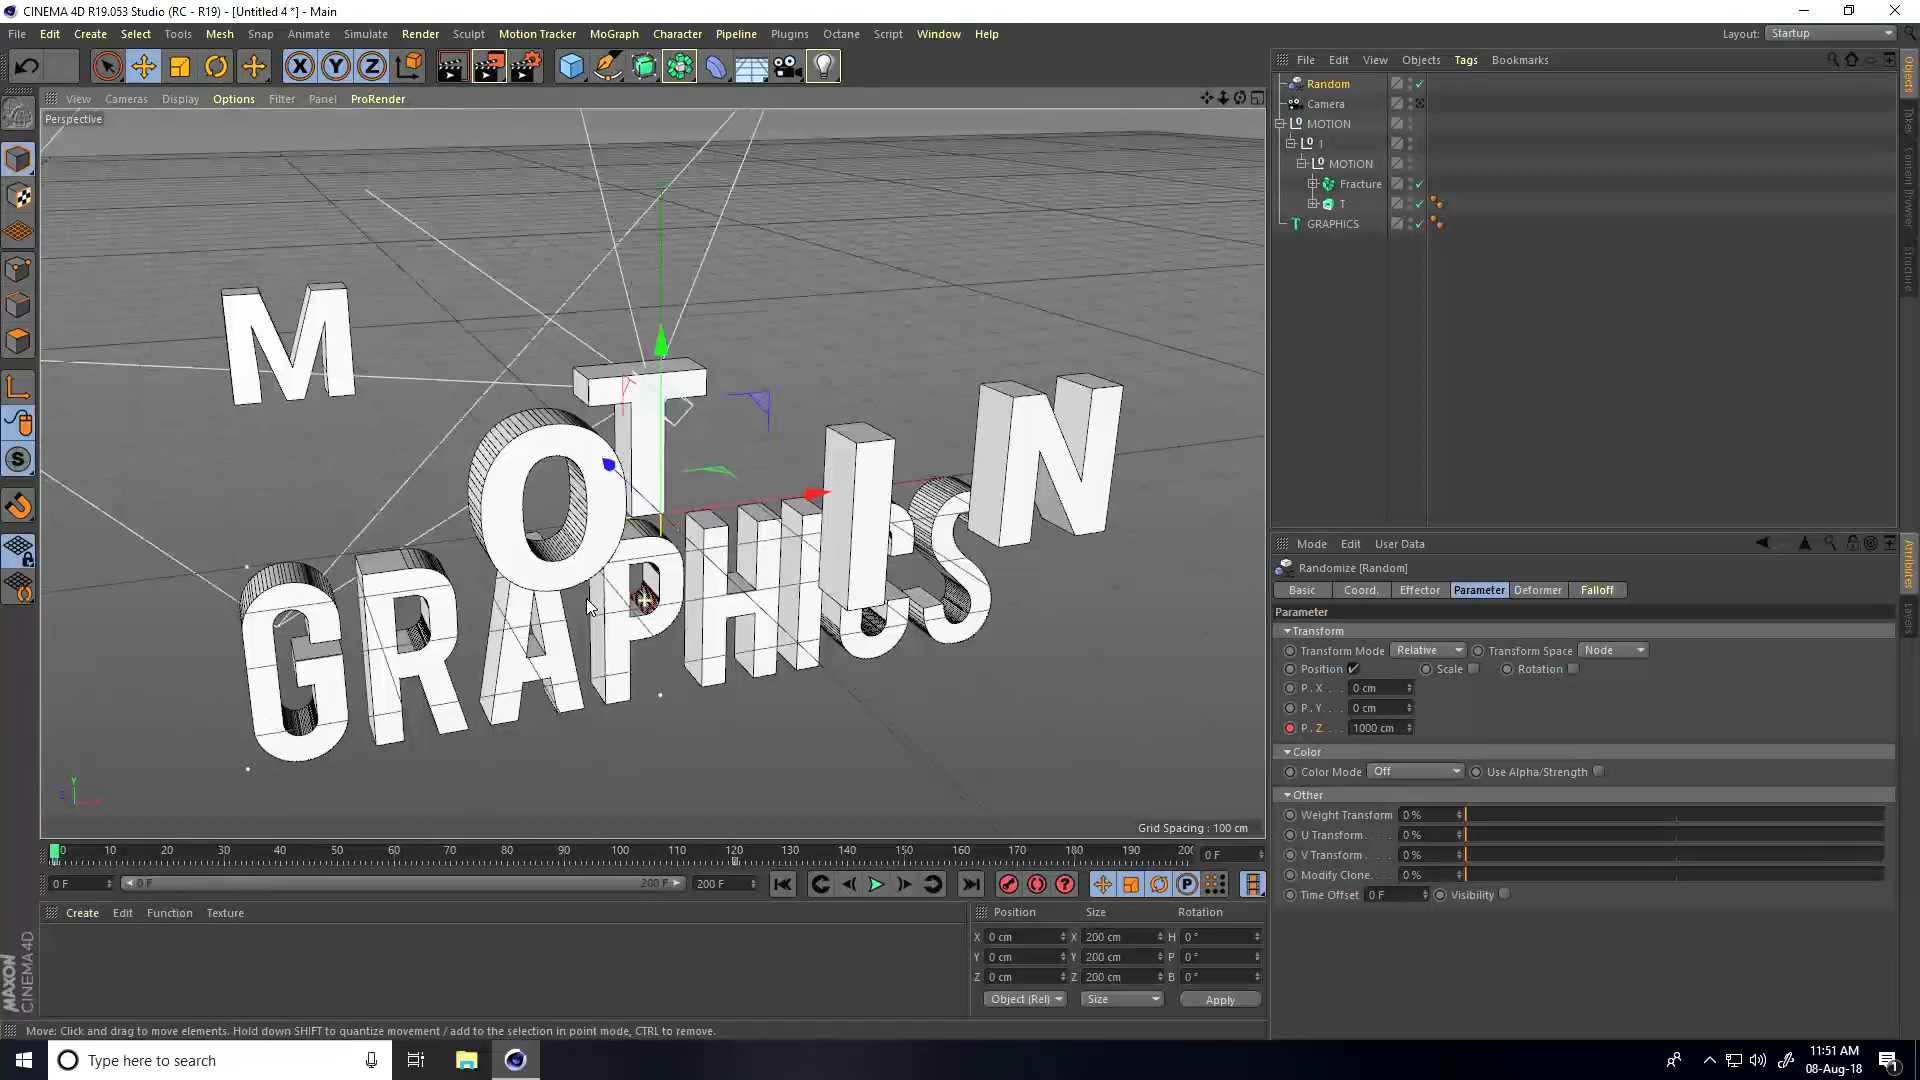 CINEMA 4D R19.053 Studio (RC - R19) - [Untitled 4 *] - Main
File Edit Create Select Tools Mesh Snap Animate Simulate Render Sculpt Motion Tracker MoGraph Character Pipeline Plugins Octane Script Window Help
Layout: Startup
File Edit View Objects Tags Bookmarks
View Cameras Display Options Filter Panel ProRender
Perspective
Random
Camera
MOTION
1
MOTION
Fracture
T
GRAPHICS
Objects
Takes
Content Browser
Structure
M
O
T
I
N
GRAPHICS
Grid Spacing : 100 cm
Mode Edit User Data
Randomize [Random]
Basic Coord. Effector Parameter Deformer Falloff
Parameter
Transform
Transform Mode Relative Transform Space Node
Position Scale Rotation
P . X . . . . 0 cm
P . Y . . . . 0 cm
P . Z . . . . 1000 cm
Color
Color Mode Off Use Alpha/Strength
Other
Weight Transform 0 %
U Transform. . . . . 0 %
V Transform. . . . . 0 %
Modify Clone. . . . 0 %
Time Offset 0 F Visibility
Attributes
Layers
0 10 20 30 40 50 60 70 80 90 100 110 120 130 140 150 160 170 180 190 200 0 F
0 F 0 F 200 F 200 F
Create Edit Function Texture
Position Size Rotation
X 0 cm X 200 cm H 0 °
Y 0 cm Y 200 cm P 0 °
Z 0 cm Z 200 cm B 0 °
Object (Rel) Size Apply
MAXON CINEMA 4D
Move: Click and drag to move elements. Hold down SHIFT to quantize movement / add to the selection in point mode, CTRL to remove.
Type here to search
11:51 AM
08-Aug-18
1